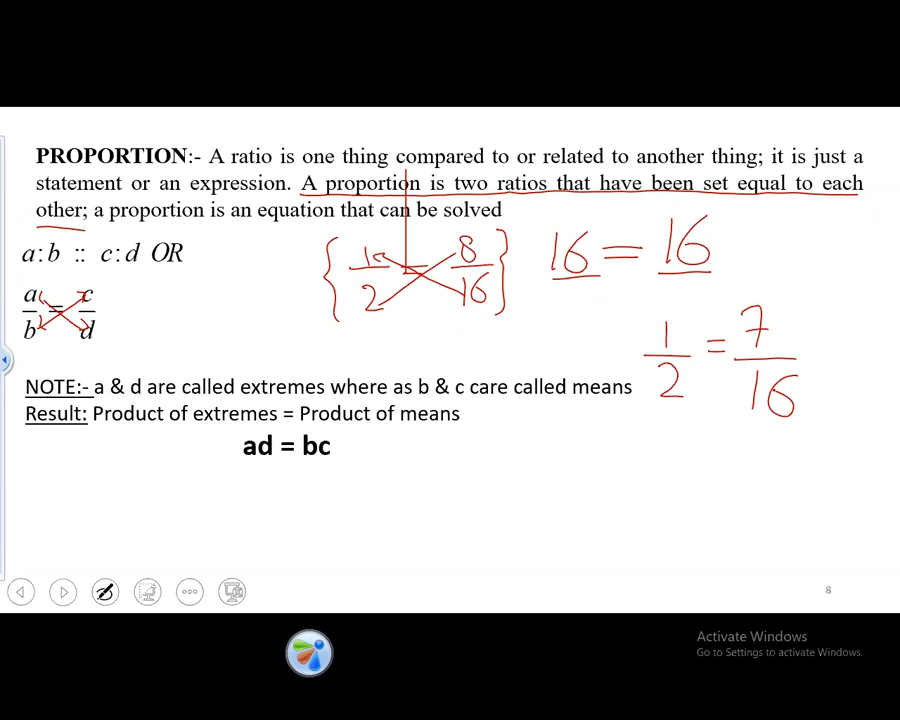 PROPORTION:- A ratio is one thing compared to or related to another thing; it is just a
statement or an expression. A proportion is two ratios that have been set equal to each
other; a proportion is an equation that can be solved
a:b :: c:d OR
a/b = c/d
{1/2 = 8/16} 16 = 16
1/2 = 7/16
NOTE:- a & d are called extremes where as b & c care called means
Result: Product of extremes = Product of means
ad = bc
8
Activate Windows
Go to Settings to activate Windows.